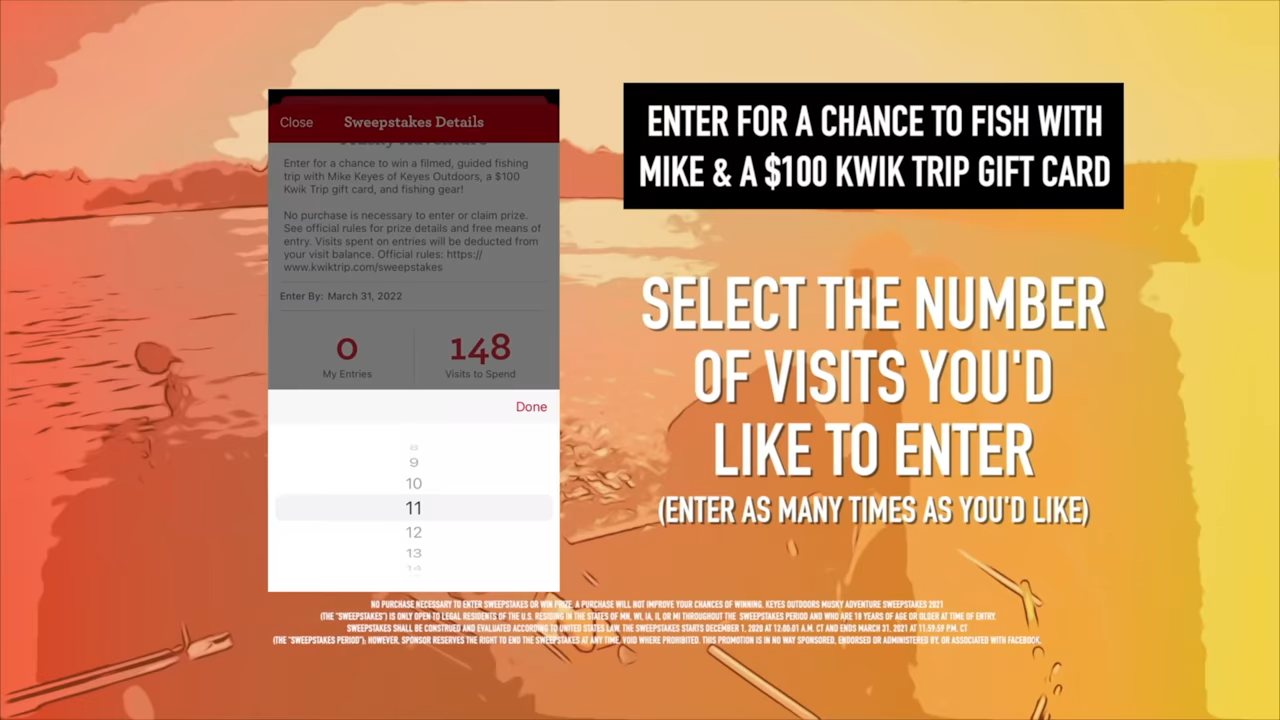 Close
Sweepstakes Details
Enter for a chance to win a filmed, guided fishing
trip with Mike Keyes of Keyes Outdoors, a $100
Kwik Trip gift card, and fishing gear!
No purchase is necessary to enter or claim prize.
See official rules for prize details and free means of
entry. Visits spent on entries will be deducted from
your visit balance. Official rules: https://
www.kwiktrip.com/sweepstakes
Enter By: March 31, 2022
0
My Entries
148
Visits to Spend
Done
8
9
10
11
12
13
14
ENTER FOR A CHANCE TO FISH WITH
MIKE & A $100 KWIK TRIP GIFT CARD
SELECT THE NUMBER
OF VISITS YOU'D
LIKE TO ENTER
(ENTER AS MANY TIMES AS YOU'D LIKE)
NO PURCHASE NECESSARY TO ENTER SWEEPSTAKES OR WIN PRIZE. A PURCHASE WILL NOT IMPROVE YOUR CHANCES OF WINNING. KEYES OUTDOORS MUSKY ADVENTURE SWEEPSTAKES 2021
(THE "SWEEPSTAKES") IS ONLY OPEN TO LEGAL RESIDENTS OF THE U.S. RESIDING IN THE STATES OF MN, WI, IA, IL OR MI THROUGHOUT THE SWEEPSTAKES PERIOD AND WHO ARE 18 YEARS OF AGE OR OLDER AT TIME OF ENTRY.
SWEEPSTAKES SHALL BE CONSTRUED AND EVALUATED ACCORDING TO UNITED STATES LAW. THE SWEEPSTAKES STARTS DECEMBER 1, 2020 AT 12:00:01 A.M. CT AND ENDS MARCH 31, 2021 AT 11:59:59 P.M. CT
(THE "SWEEPSTAKES PERIOD"); HOWEVER, SPONSOR RESERVES THE RIGHT TO END THE SWEEPSTAKES AT ANY TIME. VOID WHERE PROHIBITED. THIS PROMOTION IS IN NO WAY SPONSORED, ENDORSED OR ADMINISTERED BY, OR ASSOCIATED WITH FACEBOOK.